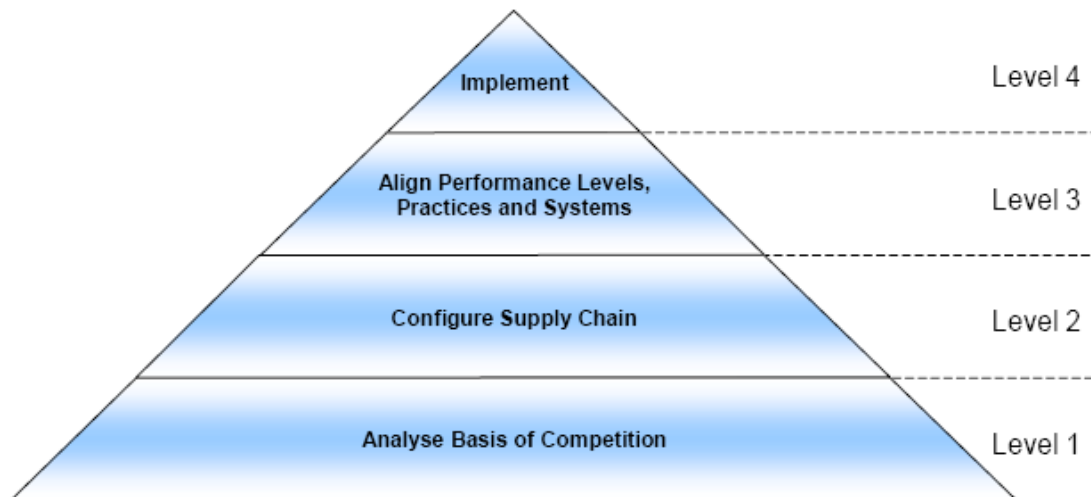 Implement
Level 4
Align Performance Levels,
Practices and Systems
Level 3
Configure Supply Chain
Level 2
Analyse Basis of Competition
Level 1